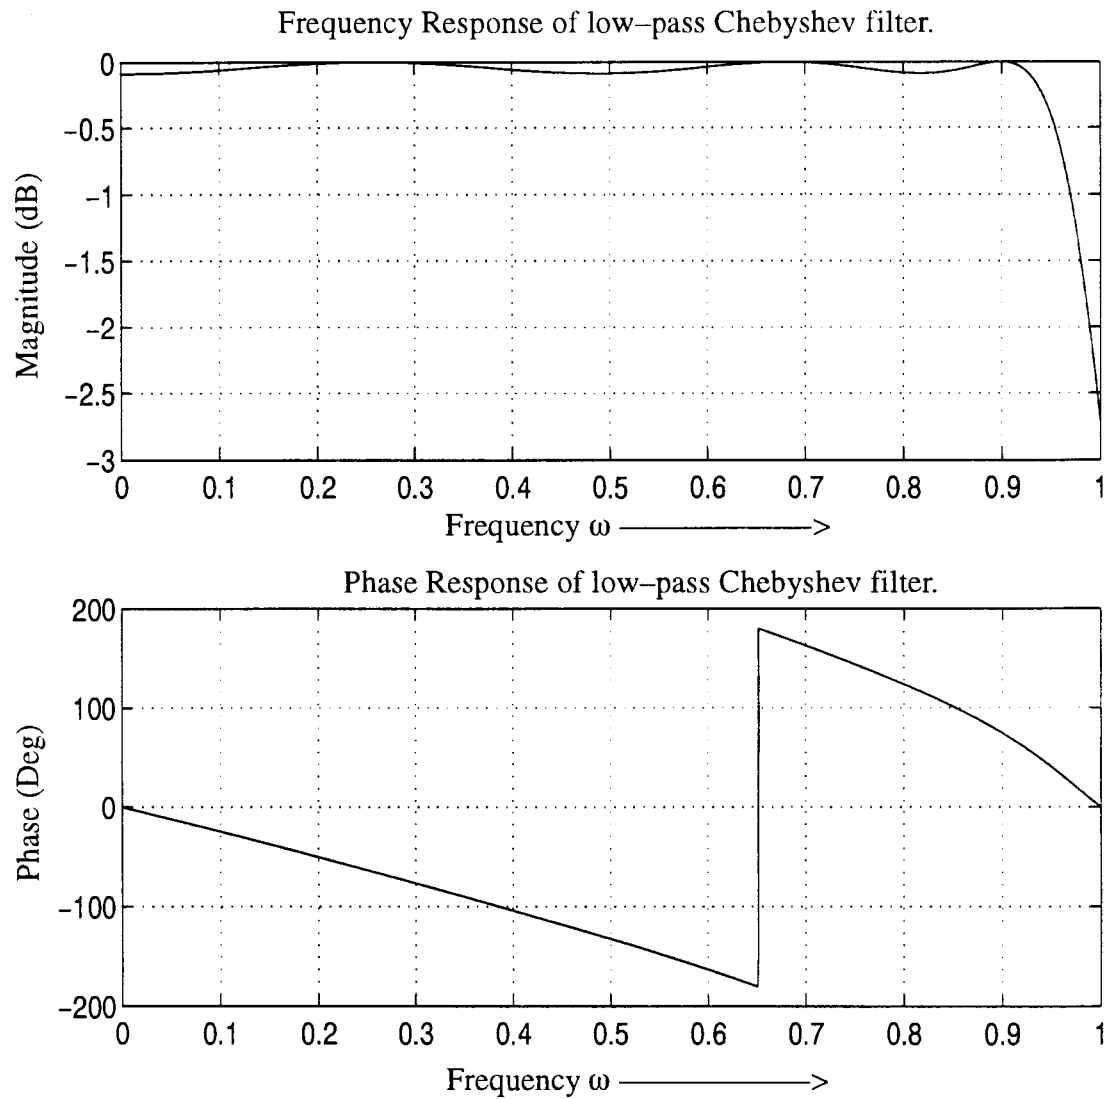 Frequency Response of low–pass Chebyshev filter.
0
−0.5
−1
−1.5
−2
−2.5
−3
Magnitude (dB)
0 0.1 0.2 0.3 0.4 0.5 0.6 0.7 0.8 0.9 1
Frequency ω
Phase Response of low–pass Chebyshev filter.
200
100
0
−100
−200
Phase (Deg)
0 0.1 0.2 0.3 0.4 0.5 0.6 0.7 0.8 0.9 1
Frequency ω